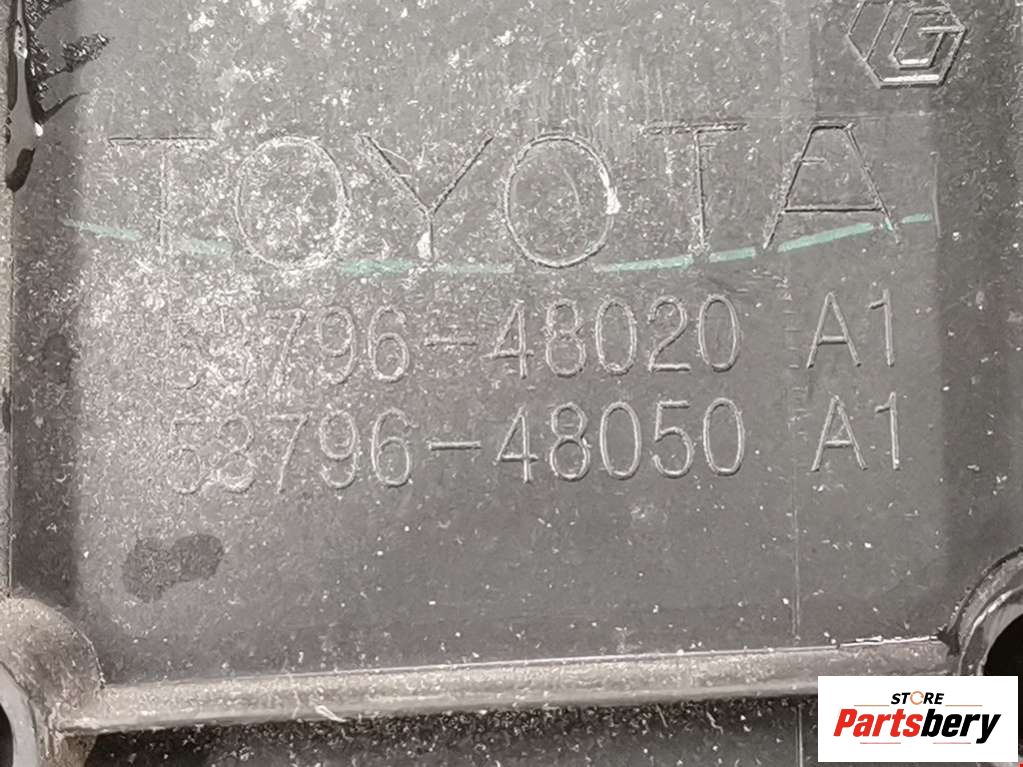 G
TOYOTA
53796-48020 A1
53796-48050 A1
STORE
Partsbery